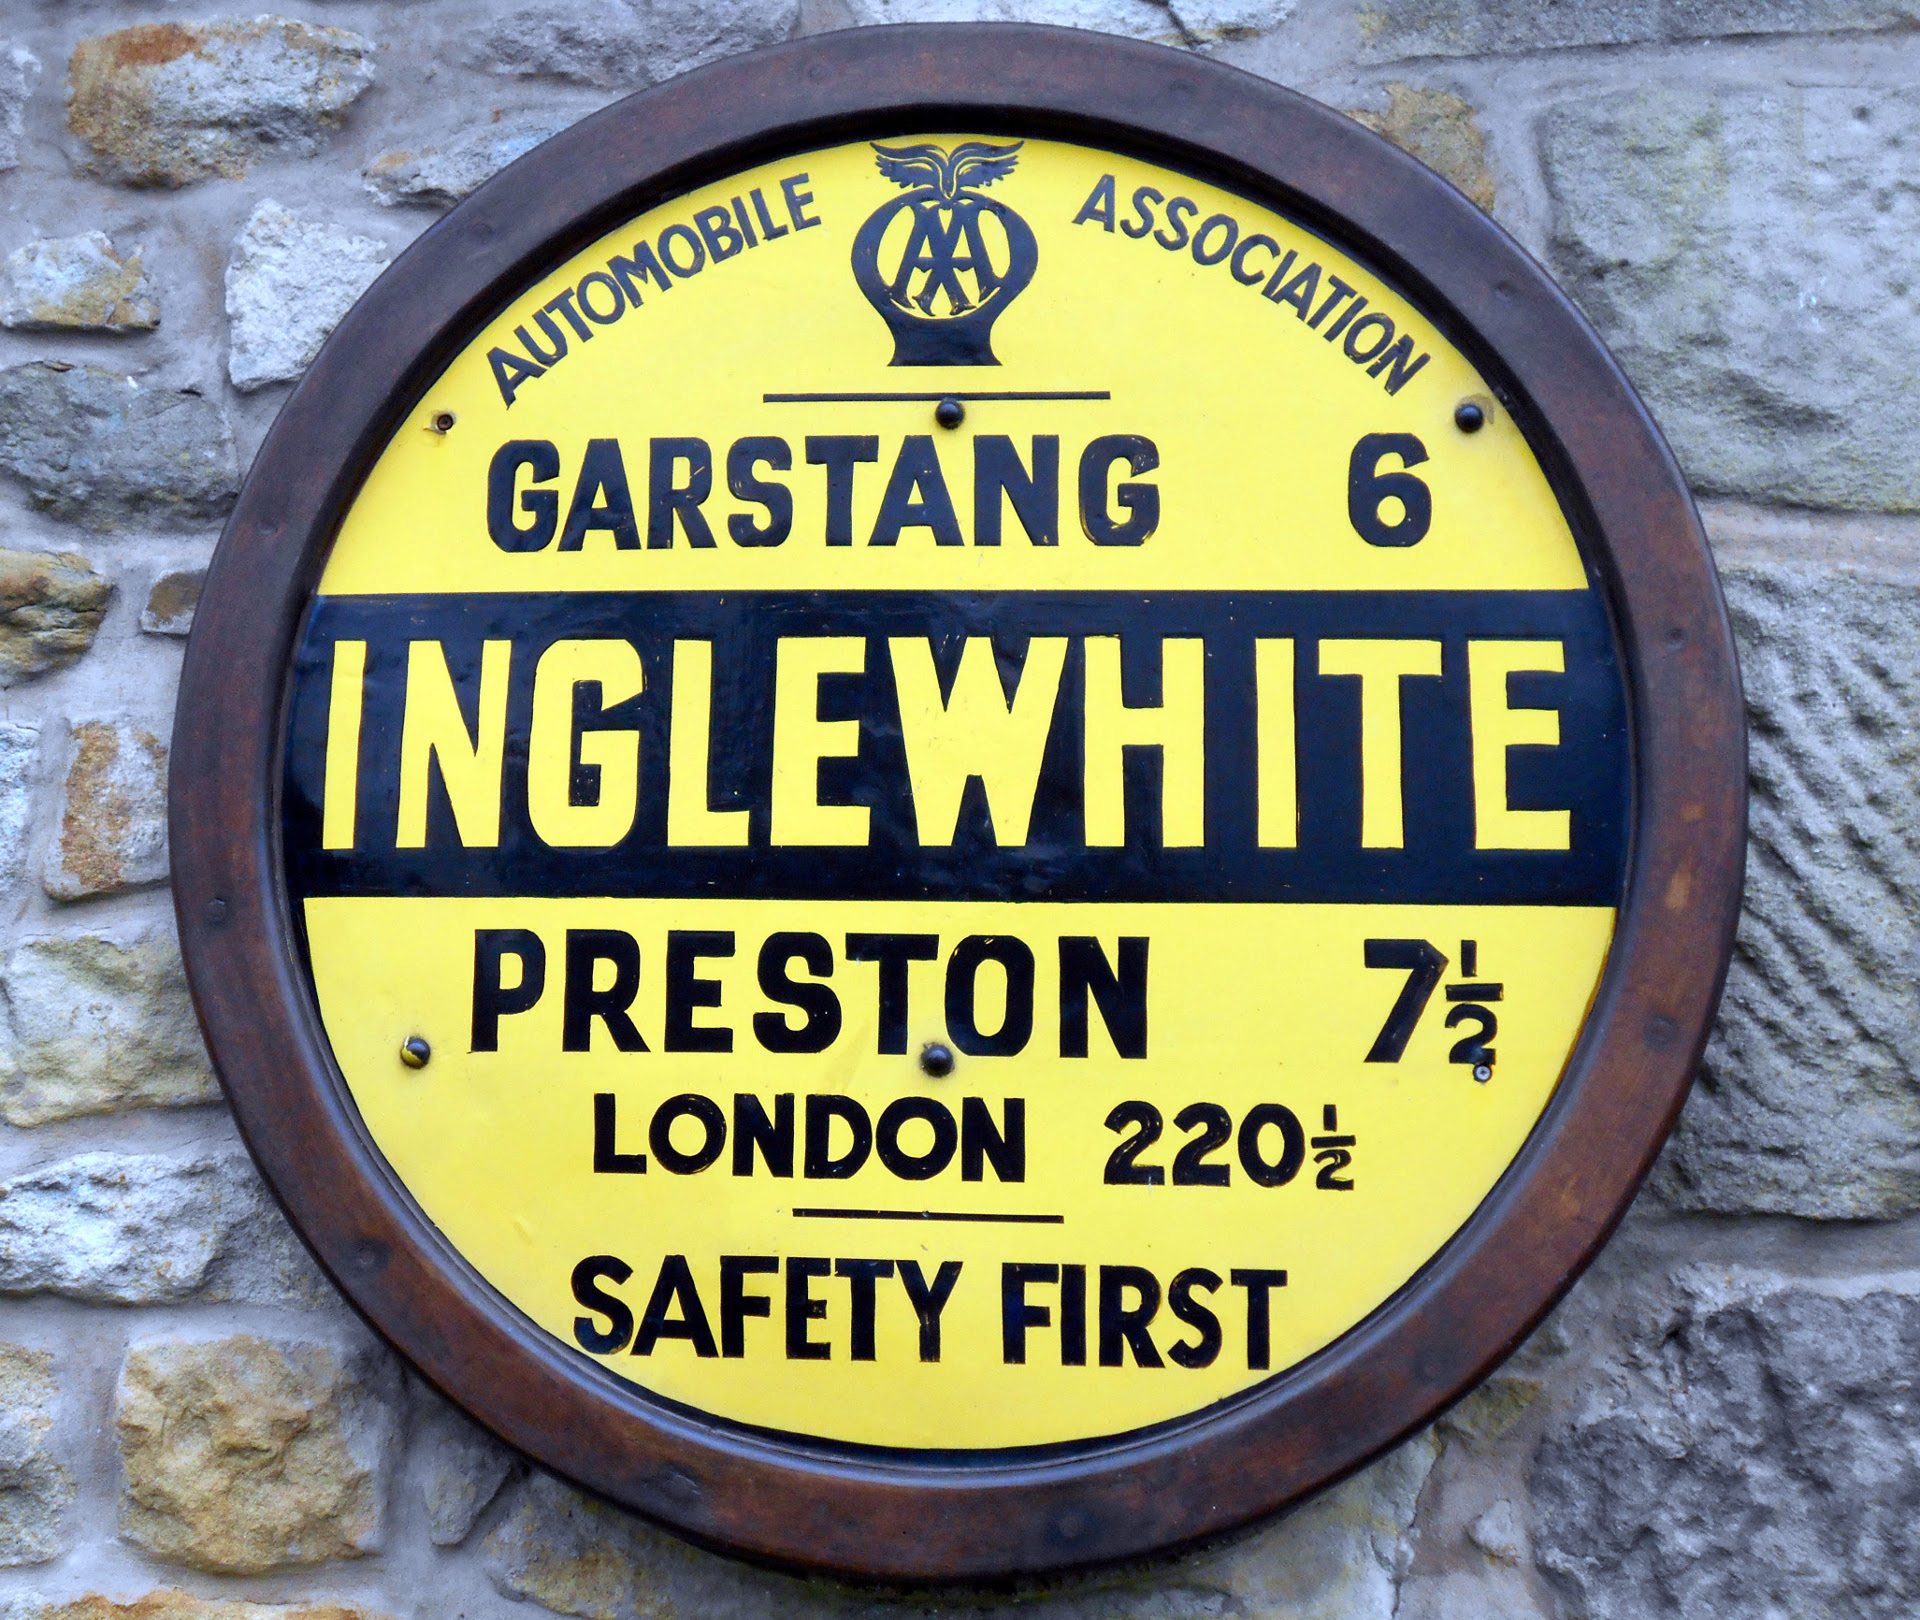 AUTOMOBILE AA ASSOCIATION
GARSTANG 6
INGLEWHITE
PRESTON 7½
LONDON 220½
SAFETY FIRST